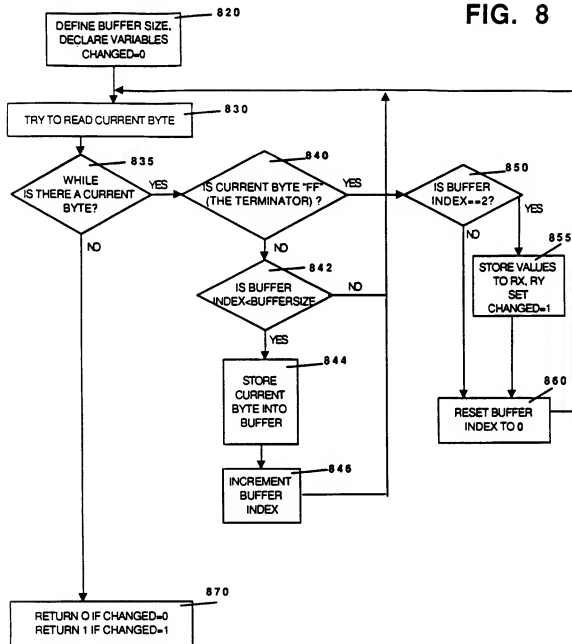 FIG. 8
820
DEFINE BUFFER SIZE,
DECLARE VARIABLES
CHANGED=0
830
TRY TO READ CURRENT BYTE
835
WHILE
IS THERE A CURRENT
BYTE?
YES
NO
840
IS CURRENT BYTE "FF"
(THE TERMINATOR) ?
YES
NO
850
IS BUFFER
INDEX==2?
YES
NO
842
IS BUFFER
INDEX<BUFFERSIZE
NO
YES
855
STORE VALUES
TO RX, RY
SET
CHANGED=1
844
STORE
CURRENT
BYTE INTO
BUFFER
860
RESET BUFFER
INDEX TO 0
846
INCREMENT
BUFFER
INDEX
870
RETURN 0 IF CHANGED=0
RETURN 1 IF CHANGED=1